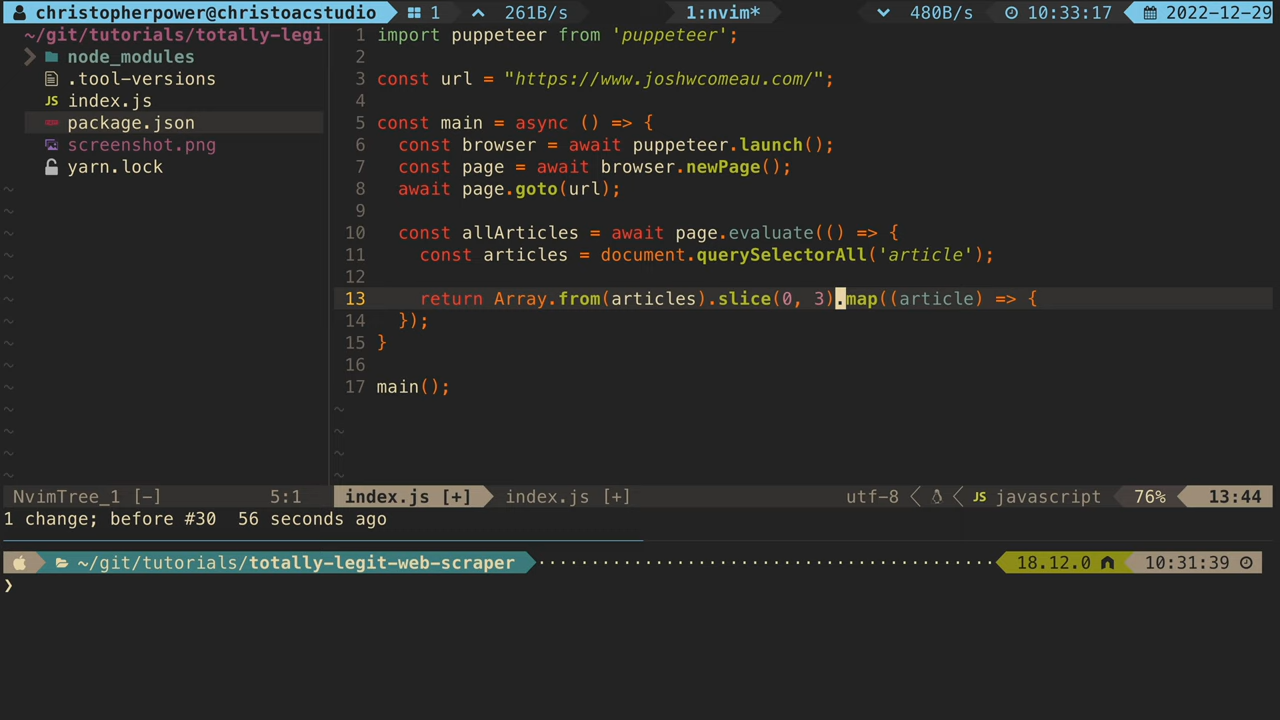 christopherpower@christoacstudio 1 261B/s 1:nvim* 480B/s 10:33:17 2022-12-29
~/git/tutorials/totally-legi
node_modules
.tool-versions
JS index.js
package.json
screenshot.png
yarn.lock
~
~
~
~
~
~
~
~
~
~
~
~
~
~
1 import puppeteer from 'puppeteer';
2
3 const url = "https://www.joshwcomeau.com/";
4
5 const main = async () => {
6 const browser = await puppeteer.launch();
7 const page = await browser.newPage();
8 await page.goto(url);
9
10 const allArticles = await page.evaluate(() => {
11 const articles = document.querySelectorAll('article');
12
13 return Array.from(articles).slice(0, 3).map((article) => {
14 });
15 }
16
17 main();
~
~
~
~
NvimTree_1 [-] 5:1 index.js [+] index.js [+] utf-8 JS javascript 76% 13:44
1 change; before #30 56 seconds ago
~/git/tutorials/totally-legit-web-scraper 18.12.0 10:31:39
❯